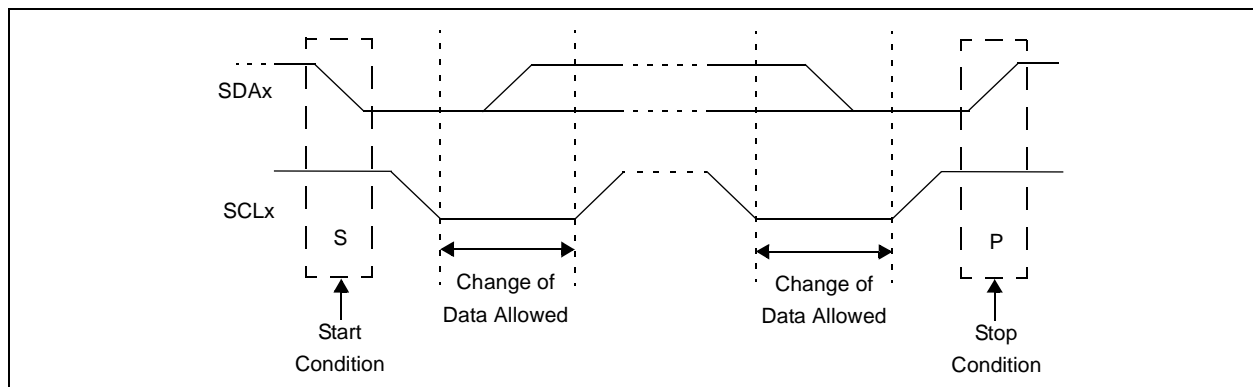 SDAx
SCLx
S
P
Change of
Data Allowed
Change of
Data Allowed
Start
Condition
Stop
Condition